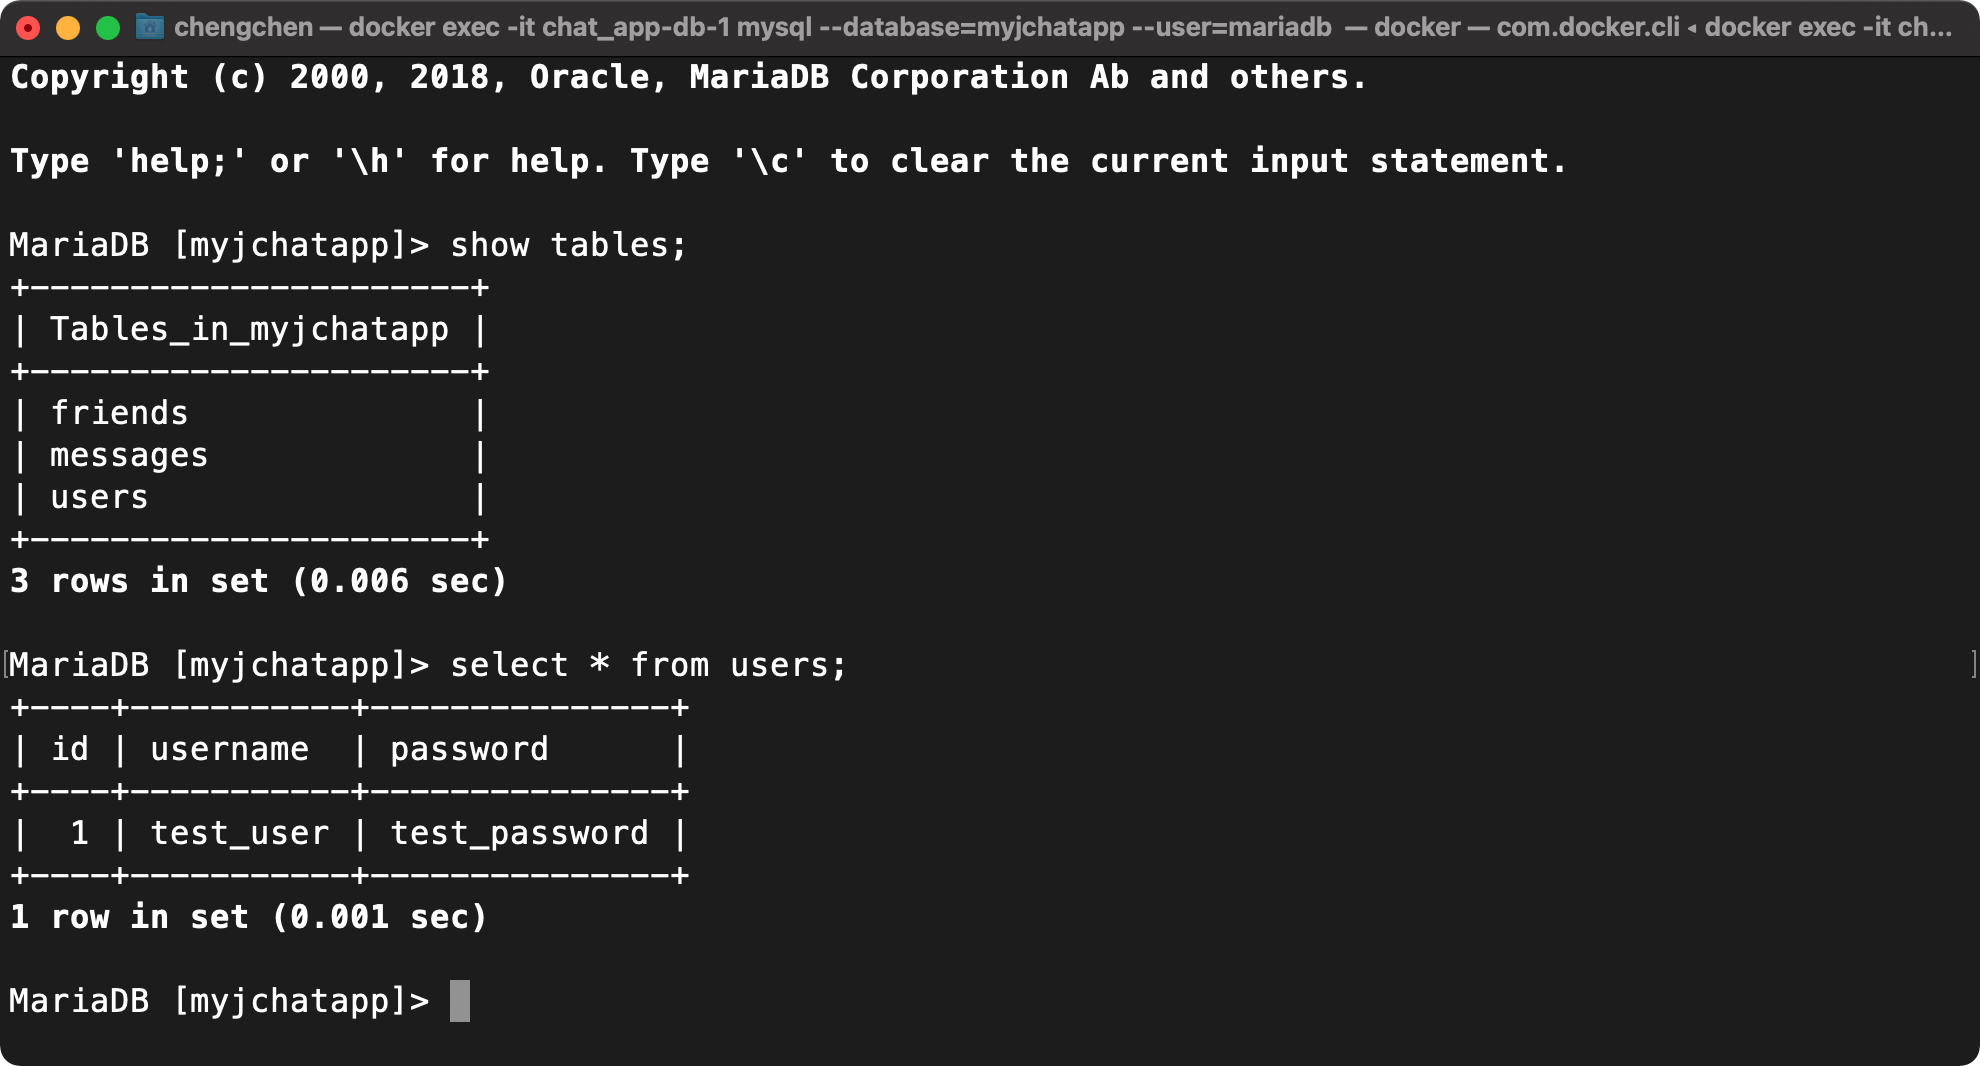 chengchen — docker exec -it chat_app-db-1 mysql --database=myjchatapp --user=mariadb — docker — com.docker.cli ◂ docker exec -it ch...
Copyright (c) 2000, 2018, Oracle, MariaDB Corporation Ab and others.
Type 'help;' or '\h' for help. Type '\c' to clear the current input statement.
MariaDB [myjchatapp]> show tables;
+----------------------+
| Tables_in_myjchatapp |
+----------------------+
| friends              |
| messages             |
| users                |
+----------------------+
3 rows in set (0.006 sec)
[MariaDB [myjchatapp]> select * from users; ]
+----+-----------+---------------+
| id | username  | password      |
+----+-----------+---------------+
|  1 | test_user | test_password |
+----+-----------+---------------+
1 row in set (0.001 sec)
MariaDB [myjchatapp]>